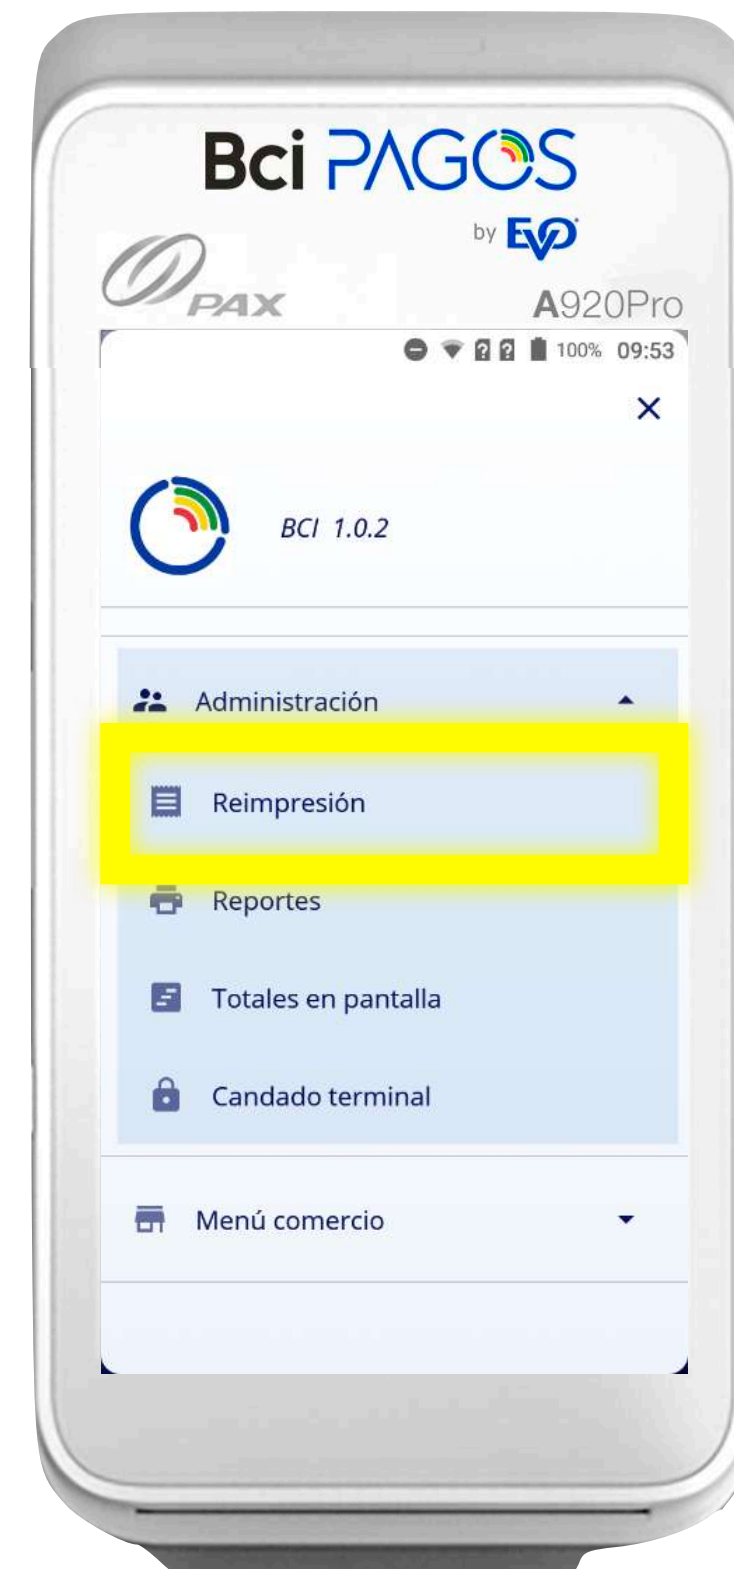 Bci PAGOS
by EVO
PAX
A920Pro
100% 09:53
BCI 1.0.2
Administración
Reimpresión
Reportes
Totales en pantalla
Candado terminal
Menú comercio